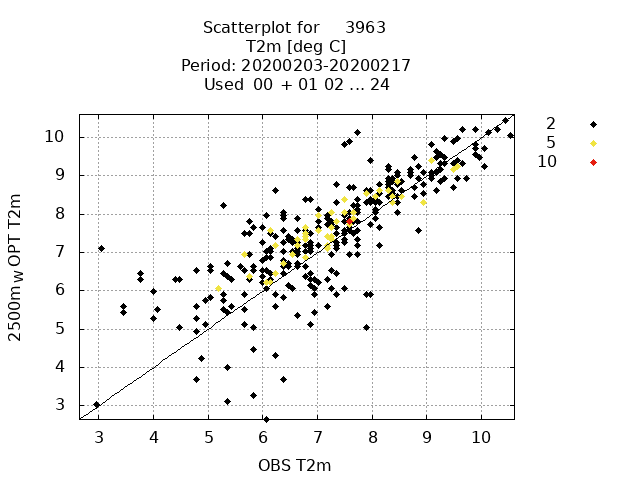 Scatterplot for 3963
T2m [deg C]
Period: 20200203-20200217
Used 00 + 01 02 ... 24
2
5
10
10
9
8
7
6
5
4
3
2500m w OPT T2m
3 4 5 6 7 8 9 10
OBS T2m